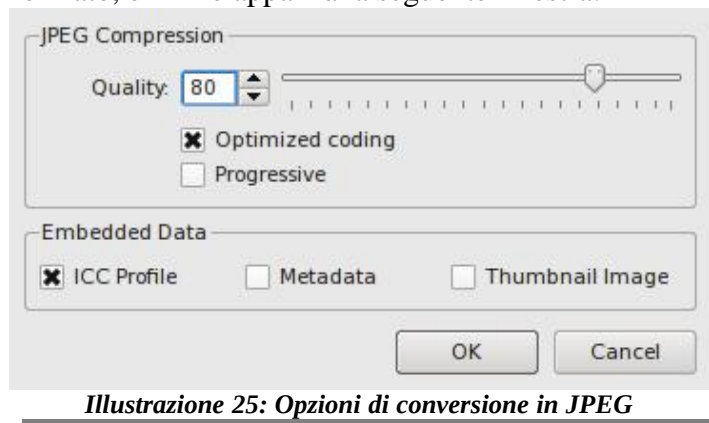 JPEG Compression
Quality: 80
Optimized coding
Progressive
Embedded Data
ICC Profile Metadata Thumbnail Image
OK Cancel
Illustrazione 25: Opzioni di conversione in JPEG